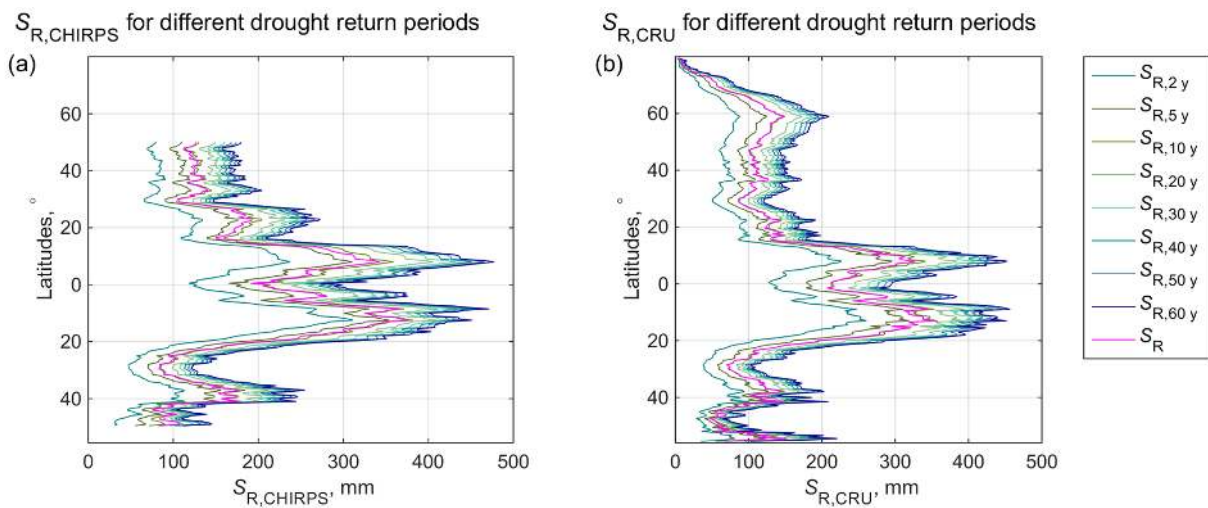 S_R,CHIRPS for different drought return periods
S_R,CRU for different drought return periods
(a)
60
40
20
0
20
40
Latitudes, °
0 100 200 300 400 500
S_R,CHIRPS, mm
(b)
60
40
20
0
20
40
Latitudes, °
0 100 200 300 400 500
S_R,CRU, mm
S_R,2 y
S_R,5 y
S_R,10 y
S_R,20 y
S_R,30 y
S_R,40 y
S_R,50 y
S_R,60 y
S_R